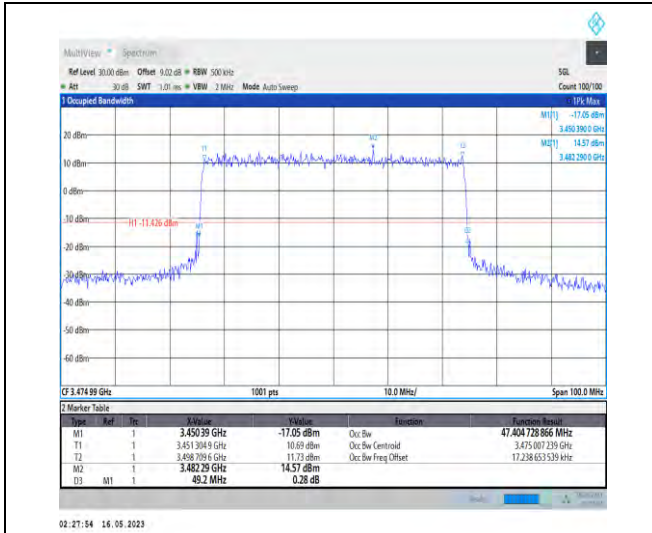 MultiView Spectrum
Ref Level 30.00 dBm Offset 9.02 dB RBW 500 kHz SGL
Att 30 dB SWT 1.01 ms VBW 2 MHz Mode Auto Sweep Count 100/100
1 Occupied Bandwidth 1Pk Max
M1[1] -17.05 dBm
3.450 390 0 GHz
M2[1] 14.57 dBm
3.482 290 0 GHz
20 dBm
M2
T1
T2
10 dBm
0 dBm
-10 dBm
H1 -11.426 dBm
M1
D3
-20 dBm
-30 dBm
-40 dBm
-50 dBm
-60 dBm
CF 3.474 99 GHz 1001 pts 10.0 MHz/ Span 100.0 MHz
2 Marker Table
Type Ref Trc X-Value Y-Value Function Function Result
M1 1 3.450 39 GHz -17.05 dBm Occ Bw 47.404 728 866 MHz
T1 1 3.451 304 9 GHz 10.69 dBm Occ Bw Centroid 3.475 007 239 GHz
T2 1 3.498 709 6 GHz 11.73 dBm Occ Bw Freq Offset 17.238 653 539 kHz
M2 1 3.482 29 GHz 14.57 dBm
D3 M1 1 49.2 MHz 0.28 dB
02:27:54 16.05.2023